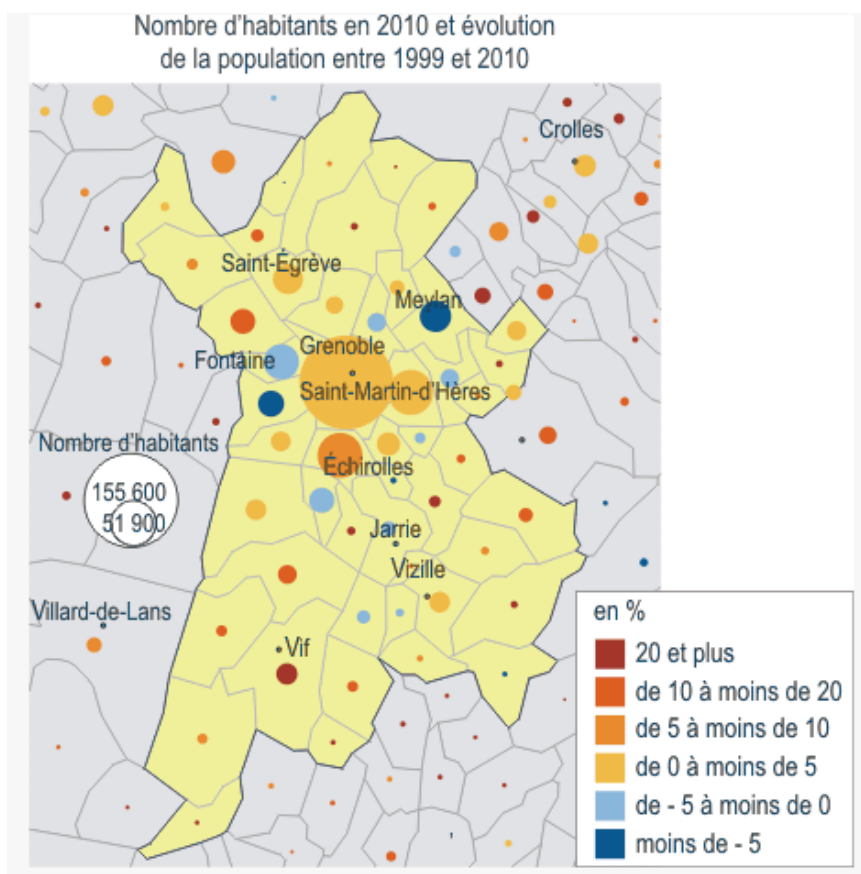 Nombre d'habitants en 2010 et évolution
de la population entre 1999 et 2010
Crolles
Saint-Égrève
Meylan
Grenoble
Fontaine
Saint-Martin-d'Hères
Nombre d'habitants
Échirolles
155 600
51 900
Jarrie
Vizille
Villard-de-Lans
Vif
en %
20 et plus
de 10 à moins de 20
de 5 à moins de 10
de 0 à moins de 5
de - 5 à moins de 0
moins de - 5